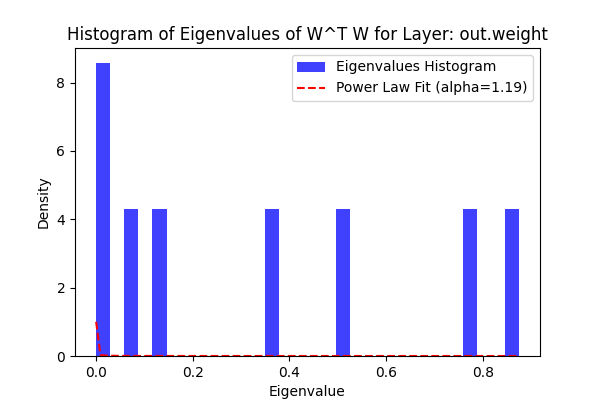 Histogram of Eigenvalues of W^T W for Layer: out.weight
Eigenvalues Histogram
Power Law Fit (alpha=1.19)
Density
8
6
4
2
0
0.0 0.2 0.4 0.6 0.8
Eigenvalue